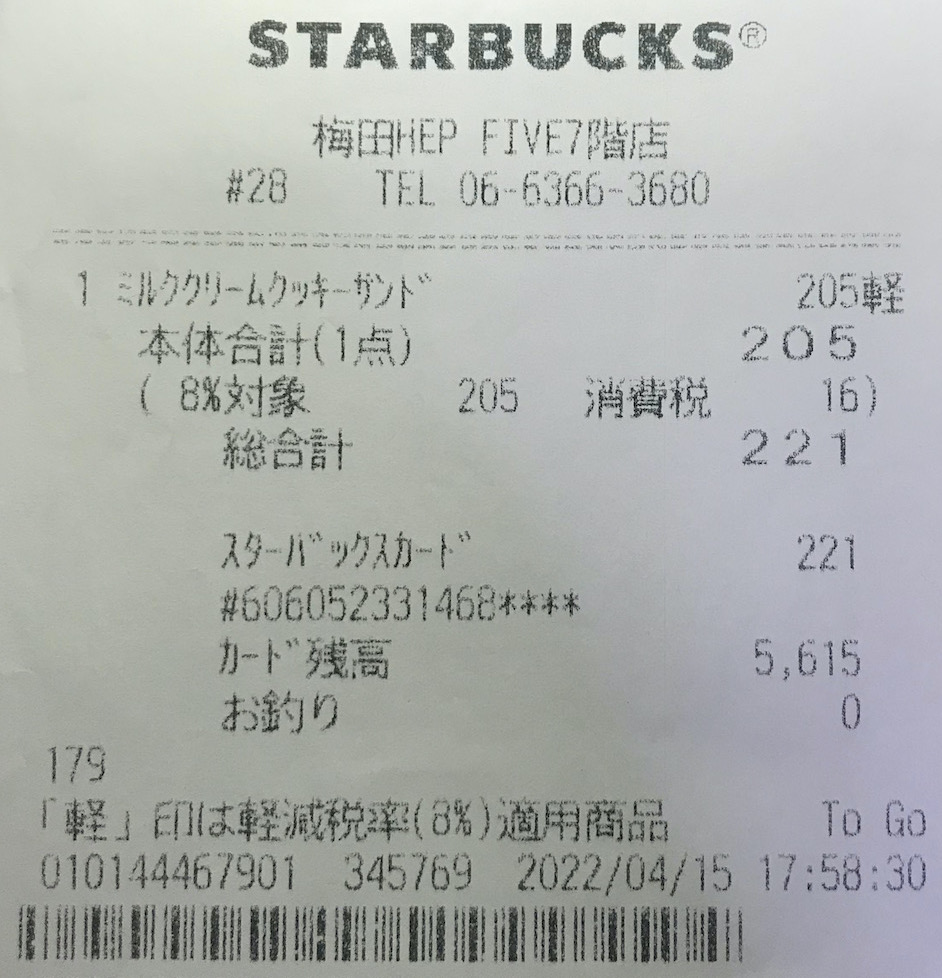 STARBUCKS®
梅田HEP FIVE7階店
#28 TEL 06-6366-3680
1 ﾐﾙｸｸﾘｰﾑｸｯｷｰｻﾝﾄﾞ 205軽
本体合計(1点) 205
( 8%対象 205 消費税 16)
総合計 221
ｽﾀｰﾊﾞｯｸｽｶｰﾄﾞ 221
#606052331468****
ｶｰﾄﾞ残高 5,615
お釣り 0
179
「軽」印は軽減税率(8%)適用商品 To Go
010144467901 345769 2022/04/15 17:58:30